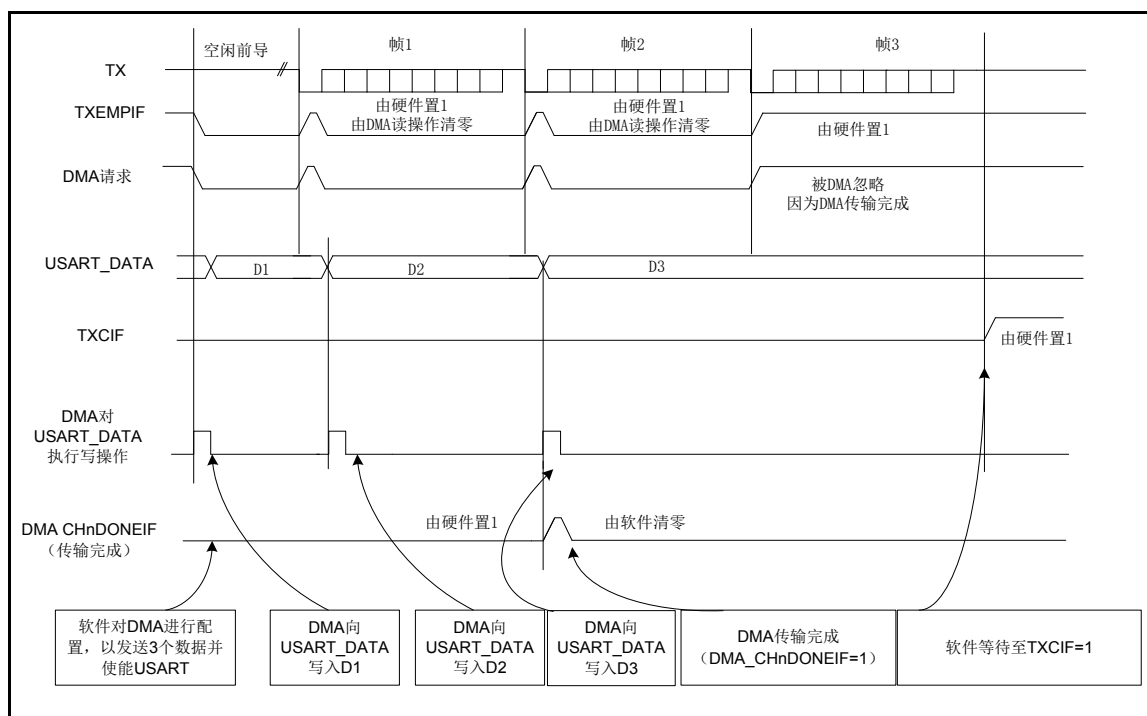 空闲前导
帧1
帧2
帧3
TX
TXEMPIF
由硬件置1
由DMA读操作清零
由硬件置1
由DMA读操作清零
由硬件置1
DMA请求
被DMA忽略
因为DMA传输完成
USART_DATA
D1
D2
D3
TXCIF
由硬件置1
DMA对
USART_DATA
执行写操作
DMA CHnDONEIF
（传输完成）
由硬件置1
由软件清零
软件对DMA进行配
置，以发送3个数据并
使能USART
DMA向
USART_DATA
写入D1
DMA向
USART_DATA
写入D2
DMA向
USART_DATA
写入D3
DMA传输完成
（DMA_CHnDONEIF=1）
软件等待至TXCIF=1